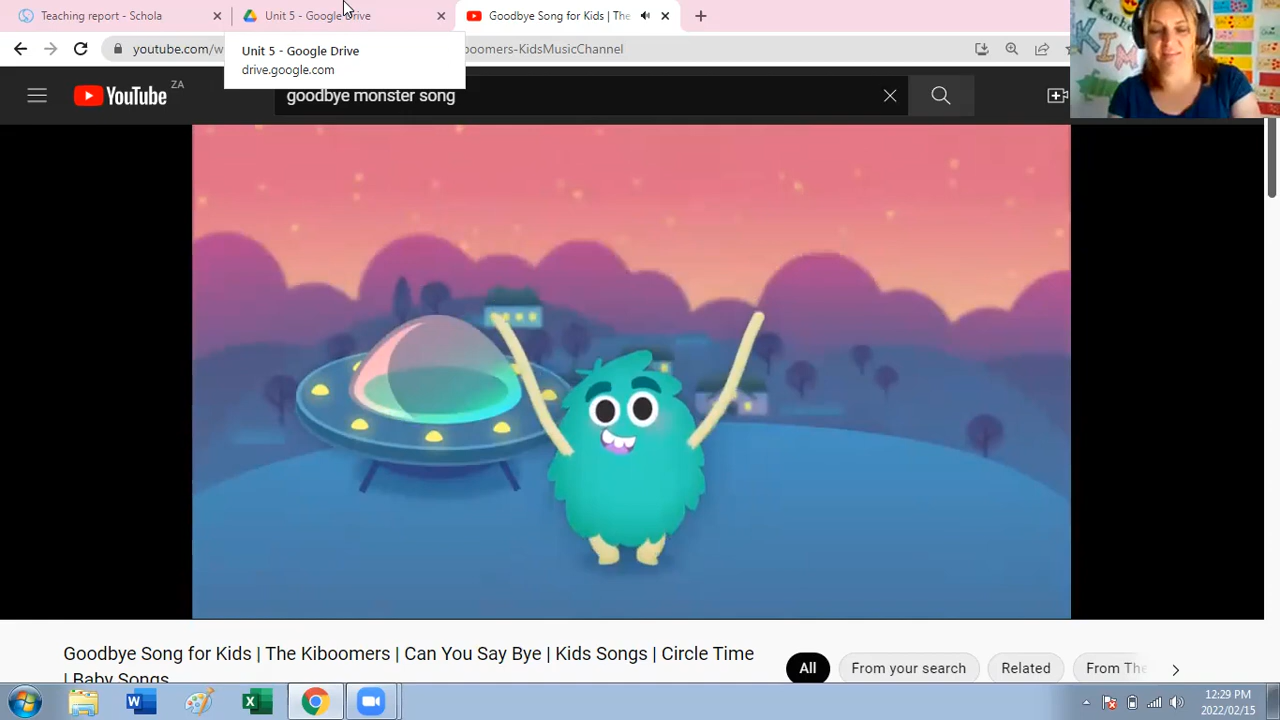 Teaching report - Schola
Unit 5 - Google Drive
Goodbye Song for Kids | The
youtube.com/w
boomers-KidsMusicChannel
Unit 5 - Google Drive
drive.google.com
YouTube ZA
goodbye monster song
KIM
Goodbye Song for Kids | The Kiboomers | Can You Say Bye | Kids Songs | Circle Time
| Baby Songs
All
From your search
Related
From The
12:29 PM
2022/02/15